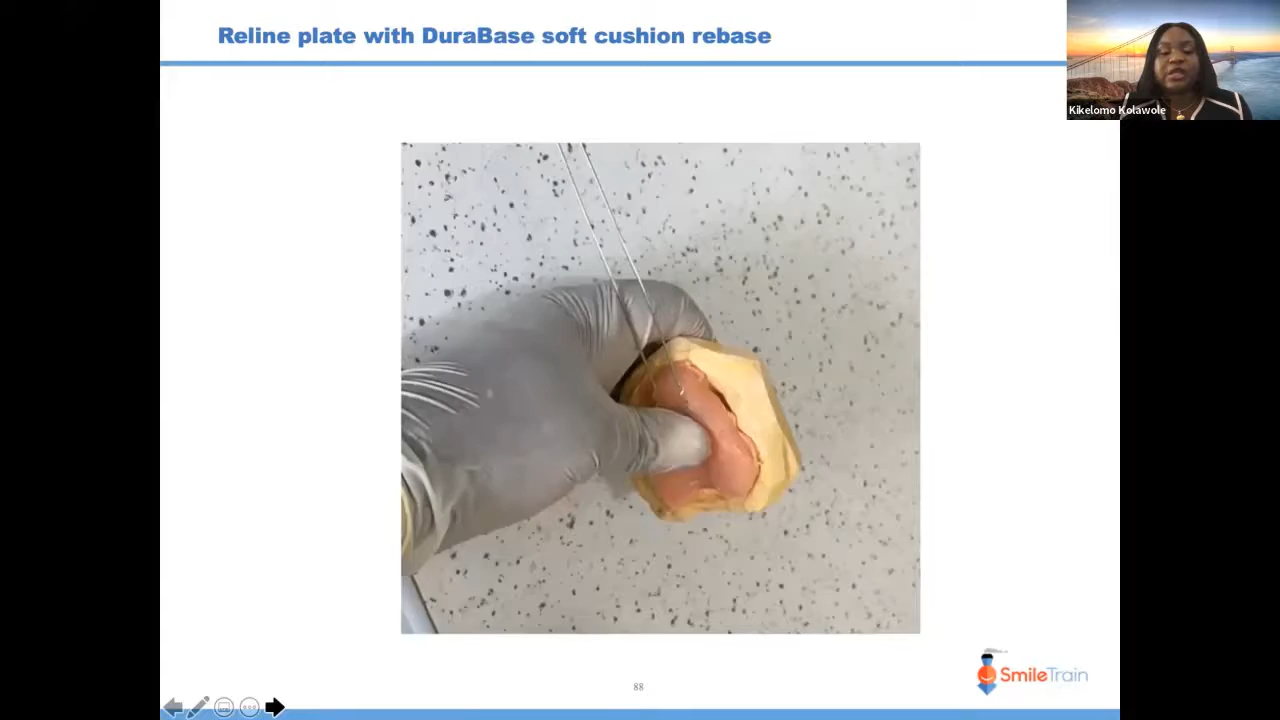 Reline plate with DuraBase soft cushion rebase
Kikelomo Kolawole
SmileTrain
88